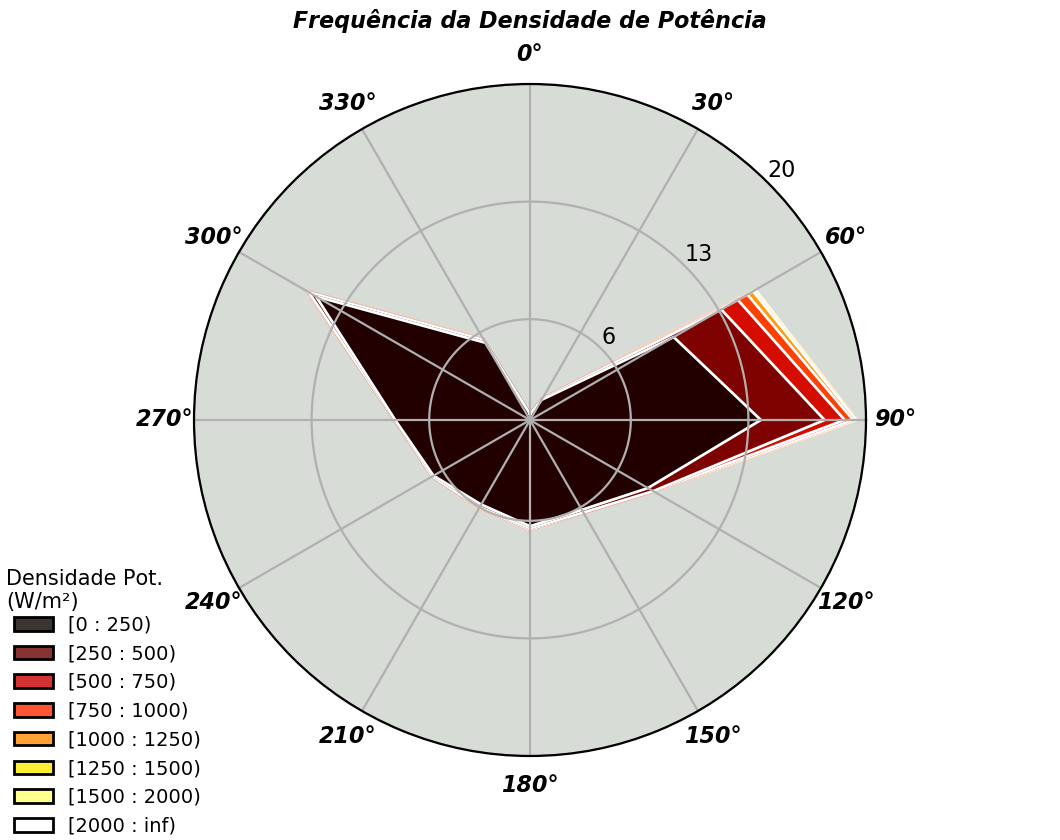 Frequência da Densidade de Potência
0°
330°
30°
20
300°
60°
13
6
270°
90°
240°
120°
210°
150°
180°
Densidade Pot.
(W/m²)
[0 : 250)
[250 : 500)
[500 : 750)
[750 : 1000)
[1000 : 1250)
[1250 : 1500)
[1500 : 2000)
[2000 : inf)